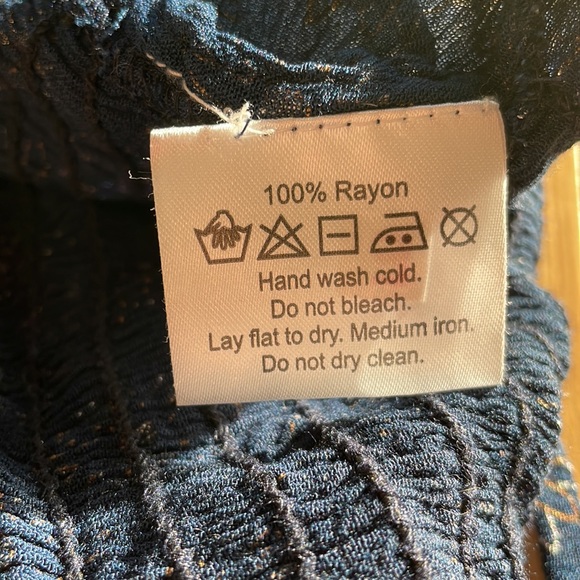 100% Rayon
Hand wash cold.
Do not bleach.
Lay flat to dry. Medium iron.
Do not dry clean.